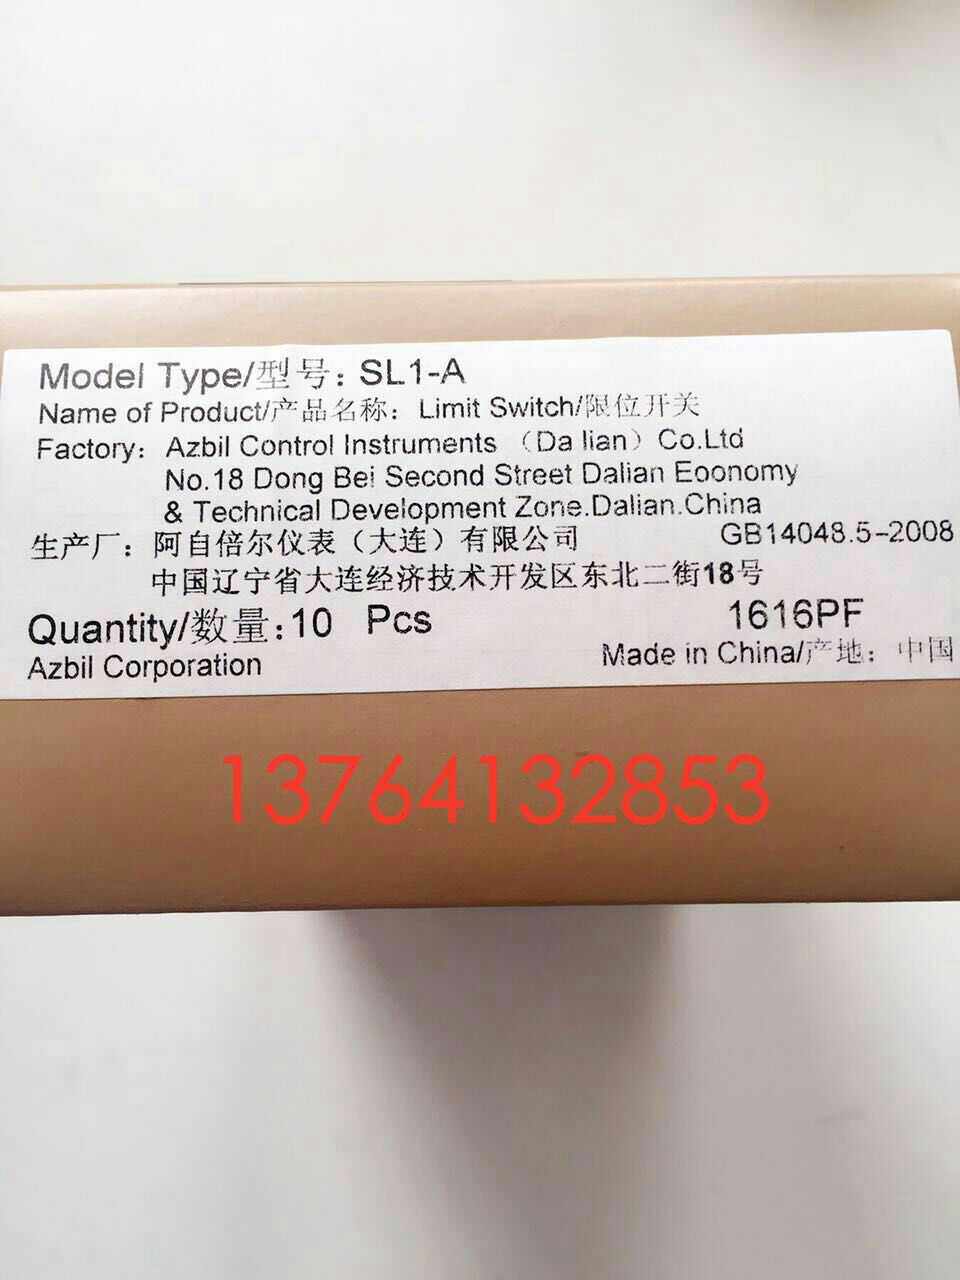 Model Type/型号: SL1-A
Name of Product/产品名称: Limit Switch/限位开关
Factory: Azbil Control Instruments （Da lian）Co.Ltd
No.18 Dong Bei Second Street Dalian Eoonomy
& Technical Development Zone.Dalian.China
生产厂: 阿自倍尔仪表（大连）有限公司 GB14048.5-2008
中国辽宁省大连经济技术开发区东北二街18号
Quantity/数量:10 Pcs 1616PF
Azbil Corporation Made in China/产地: 中国
13764132853